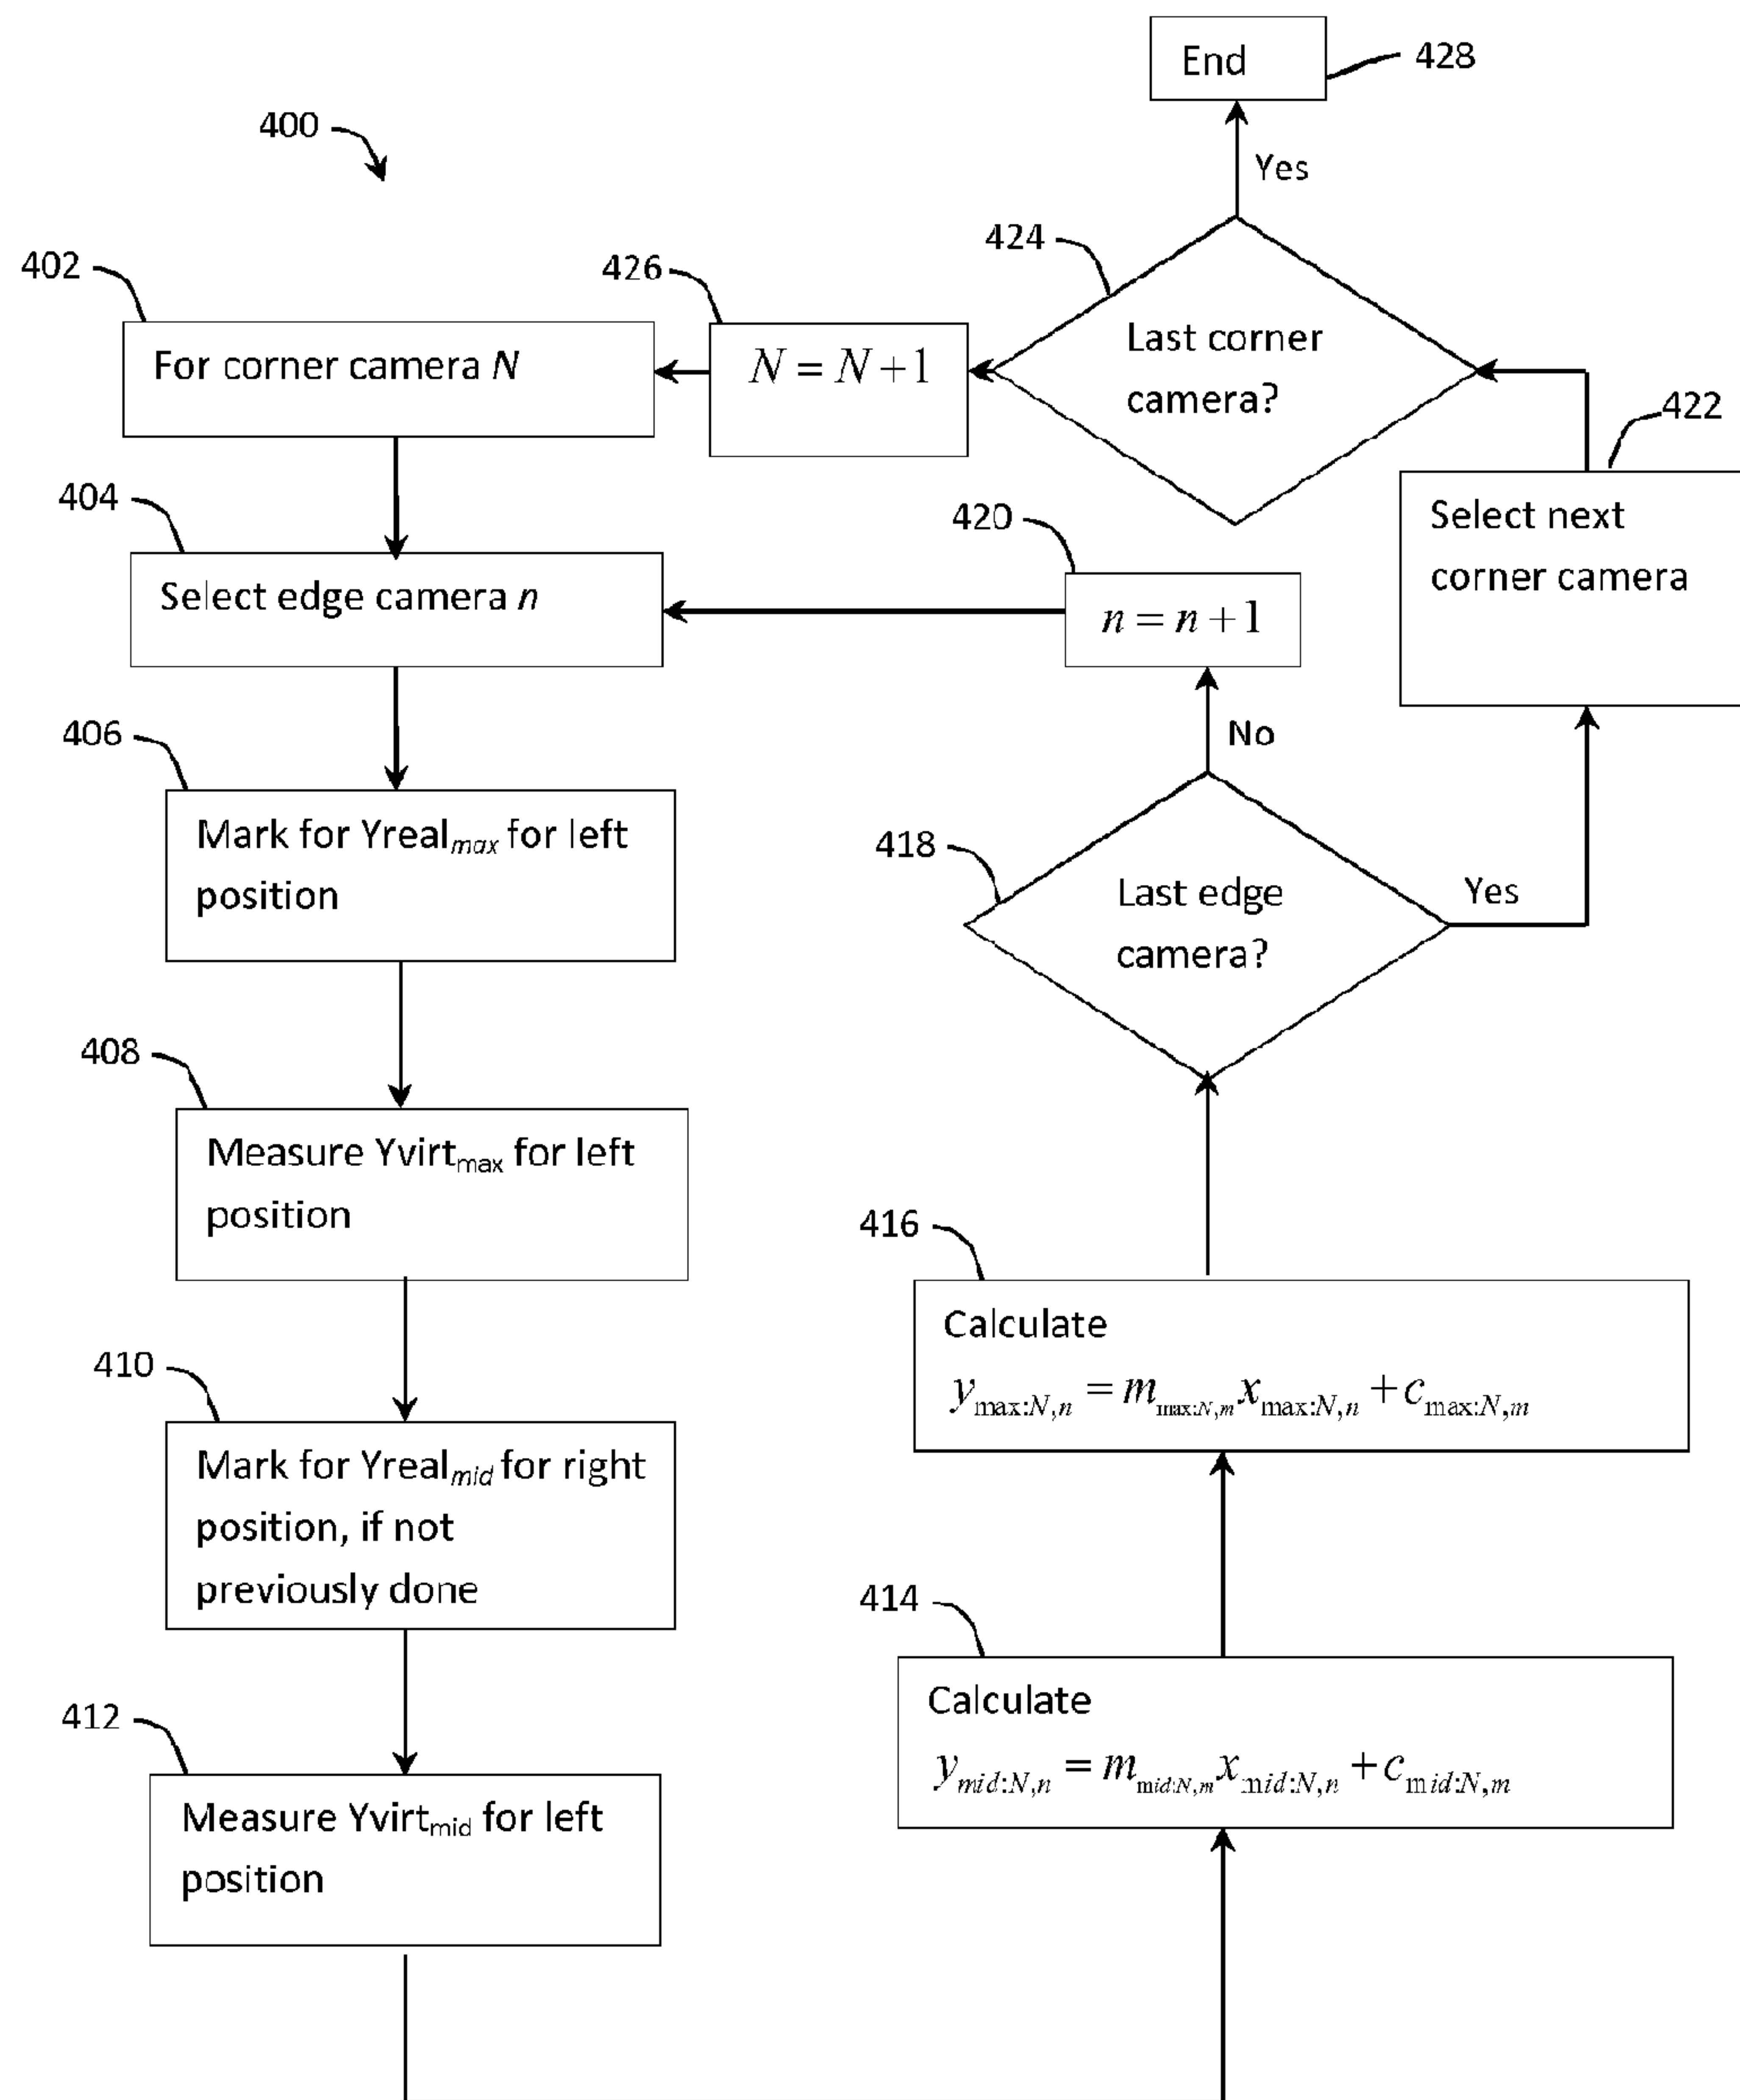 End
428
400
Yes
424
402
426
Last corner
camera?
For corner camera N
N = N + 1
422
404
420
Select next
corner camera
Select edge camera n
n = n + 1
No
406
418
Mark for Yreal_max for left
position
Last edge
camera?
Yes
408
Measure Yvirt_max for left
position
416
Calculate
y_max:N,n = m_max:N,m x_max:N,n + c_max:N,m
410
Mark for Yreal_mid for right
position, if not
previously done
414
Calculate
y_mid:N,n = m_mid:N,m x_mid:N,n + c_mid:N,m
412
Measure Yvirt_mid for left
position